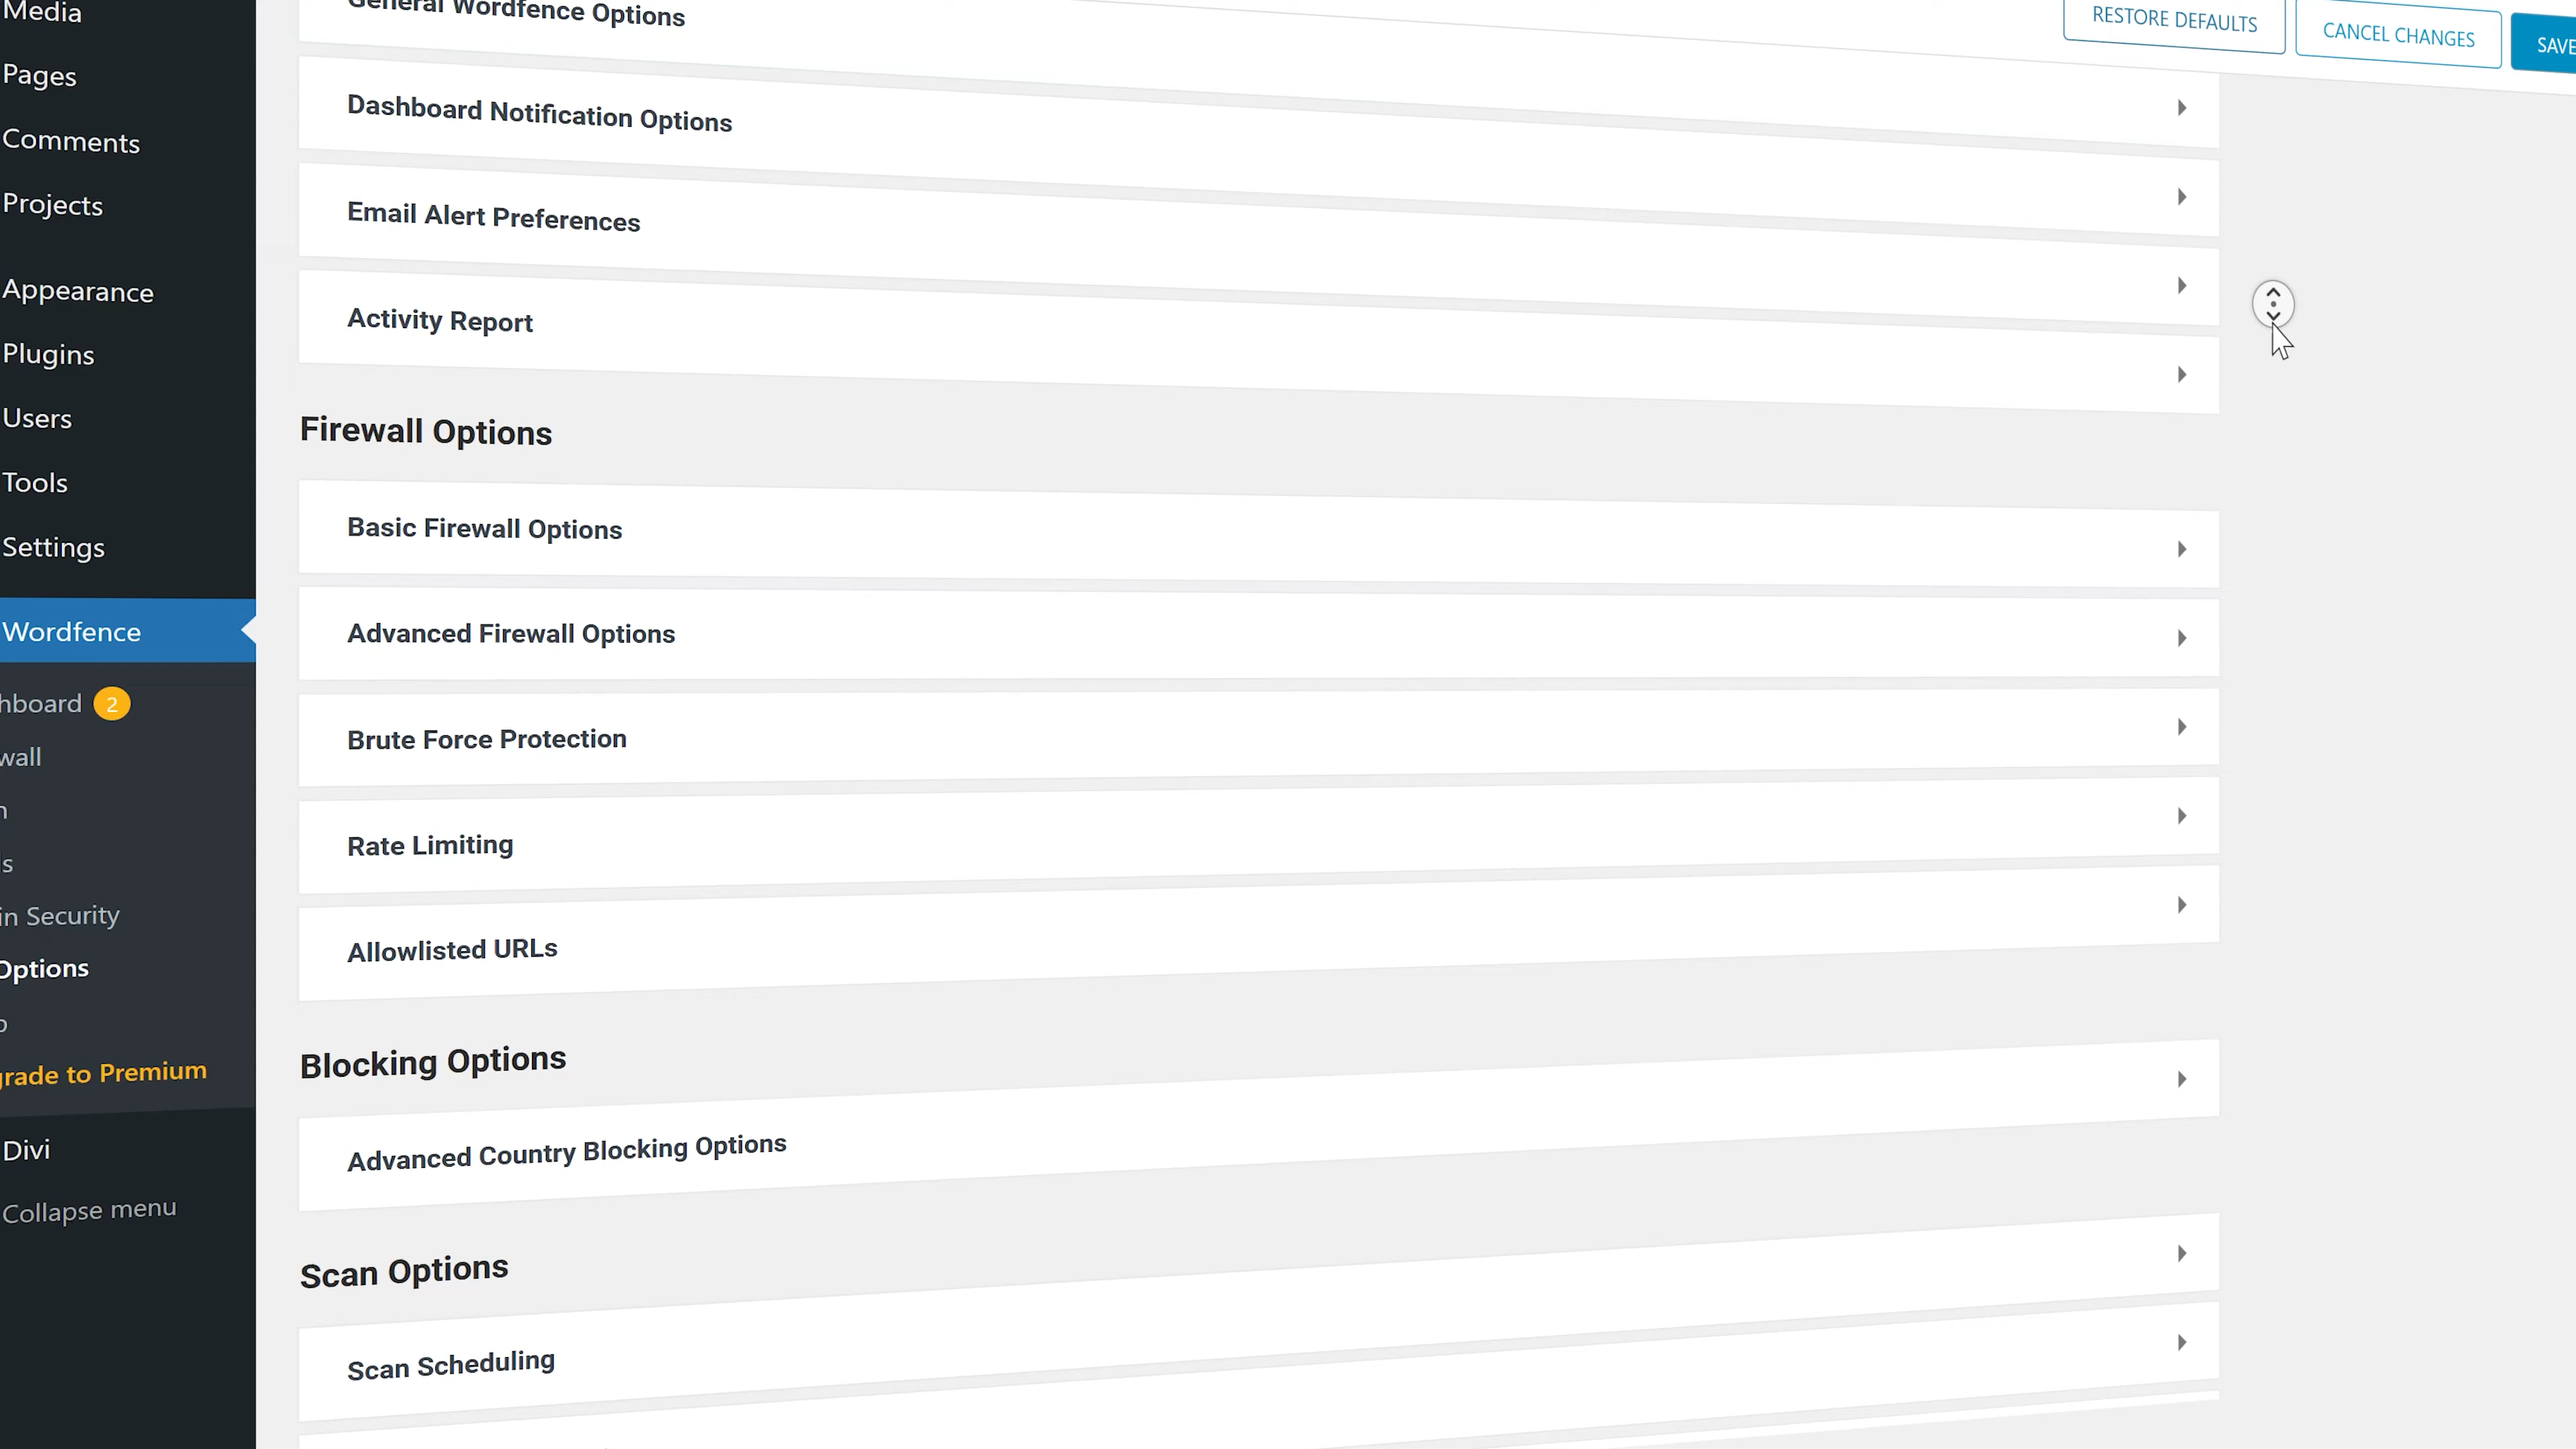 Media
Pages
Comments
Projects
Appearance
Plugins
Users
Tools
Settings
Wordfence
hboard 2
wall
n
ls
in Security
Options
p
grade to Premium
Divi
Collapse menu
RESTORE DEFAULTS
CANCEL CHANGES
SAVE
General Wordfence Options
Dashboard Notification Options
Email Alert Preferences
Activity Report
Firewall Options
Basic Firewall Options
Advanced Firewall Options
Brute Force Protection
Rate Limiting
Allowlisted URLs
Blocking Options
Advanced Country Blocking Options
Scan Options
Scan Scheduling